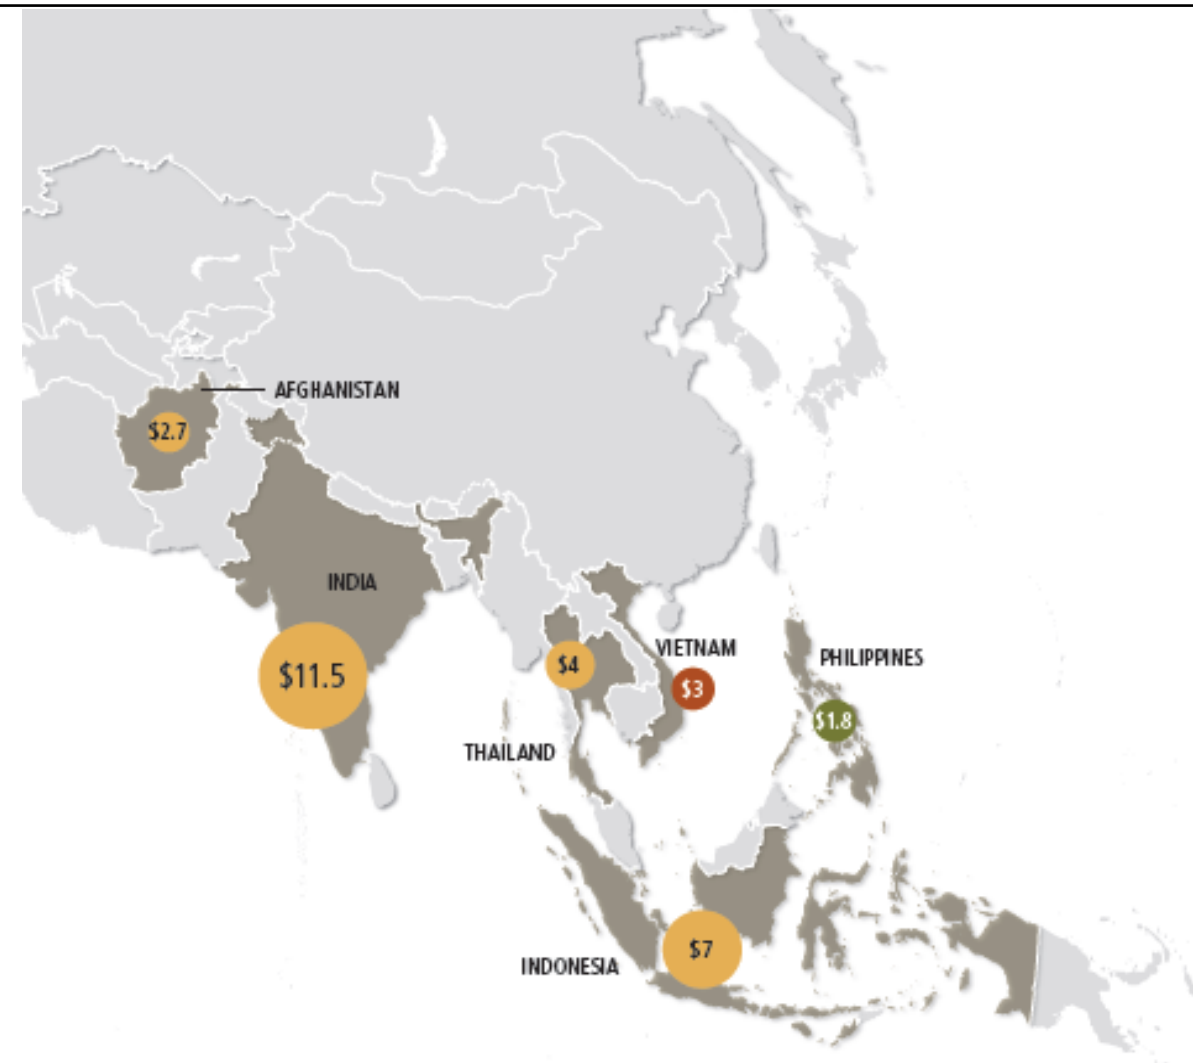 AFGHANISTAN
$2.7
INDIA
$11.5
VIETNAM
$4
$3
PHILIPPINES
$1.8
THAILAND
INDONESIA
$7